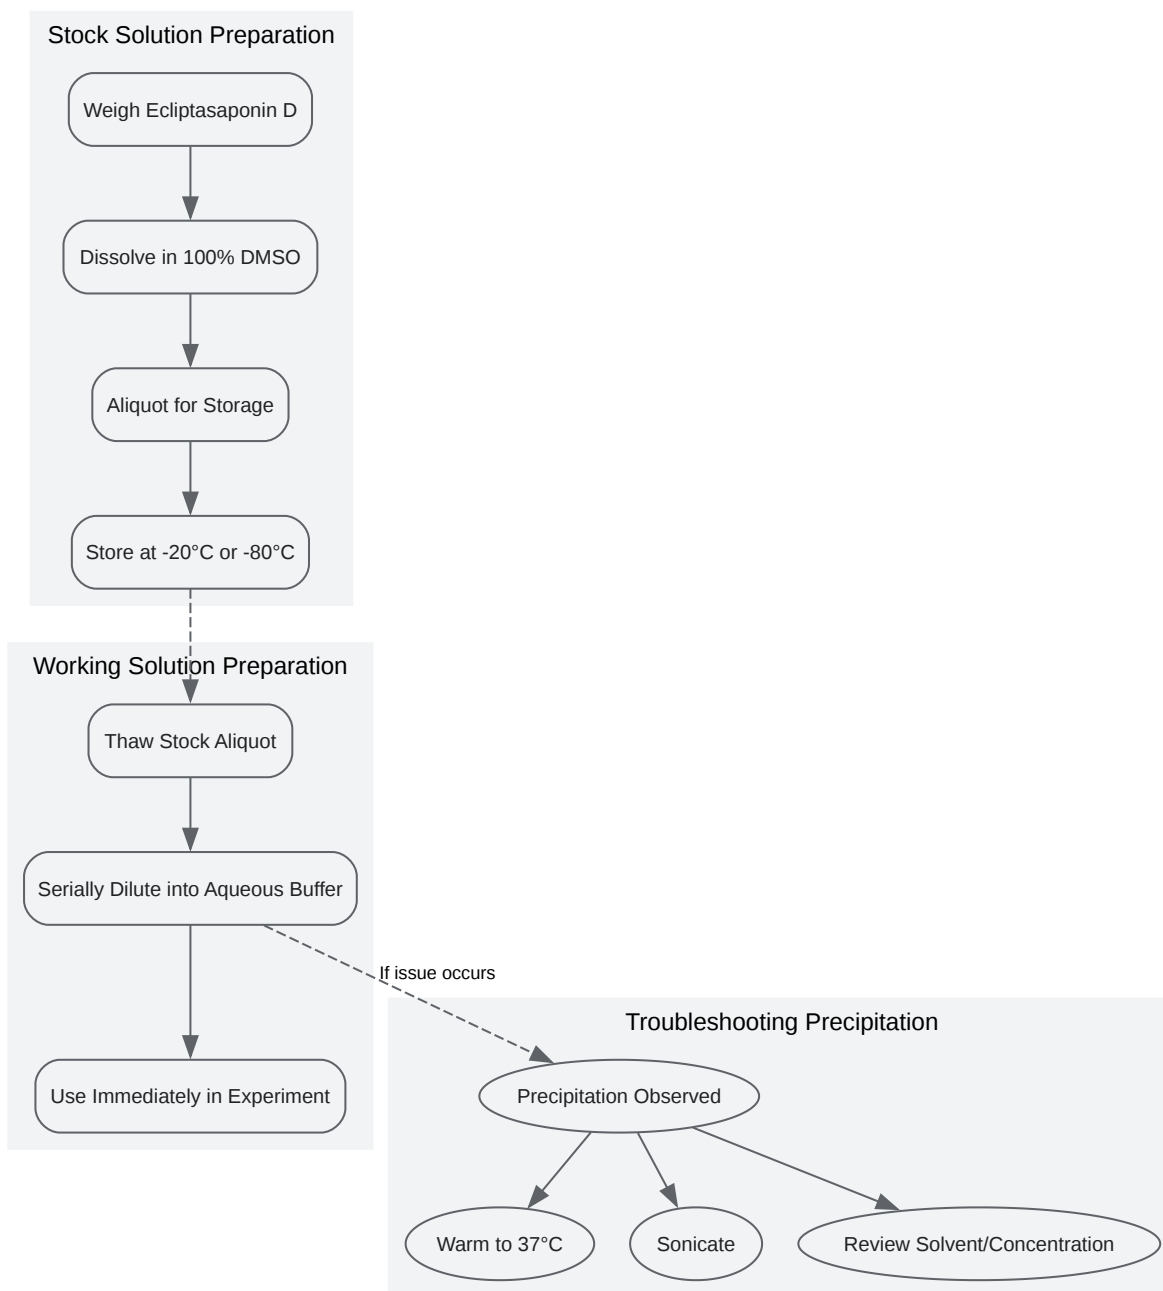 Stock Solution Preparation
Weigh Ecliptasaponin D
Dissolve in 100% DMSO
Aliquot for Storage
Store at -20°C or -80°C
Working Solution Preparation
Thaw Stock Aliquot
Serially Dilute into Aqueous Buffer
If issue occurs
Use Immediately in Experiment
Troubleshooting Precipitation
Precipitation Observed
Warm to 37°C
Sonicate
Review Solvent/Concentration